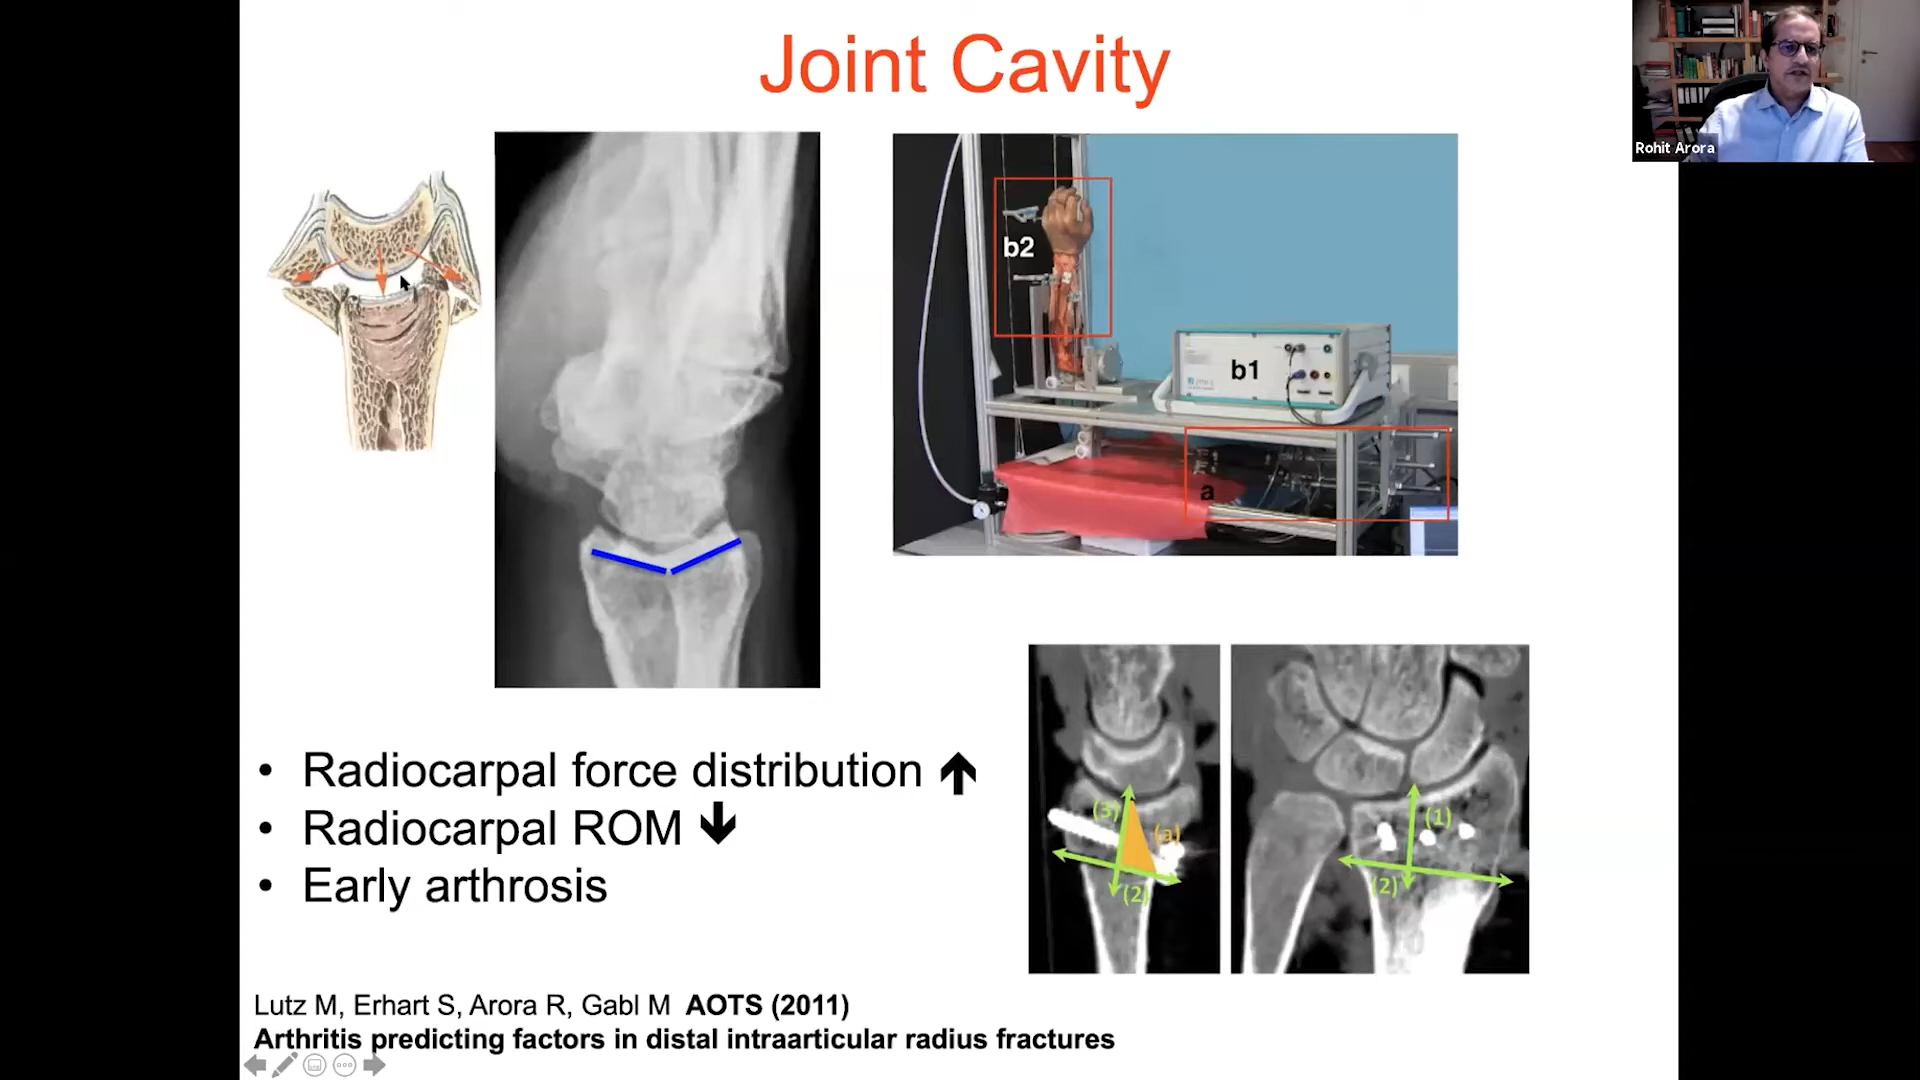 Joint Cavity
Rohit Arora
b2
b1
a
• Radiocarpal force distribution ↑
• Radiocarpal ROM ↓
• Early arthrosis
(3)
(a)
(2)
(1)
(2)
Lutz M, Erhart S, Arora R, Gabl M AOTS (2011)
Arthritis predicting factors in distal intraarticular radius fractures